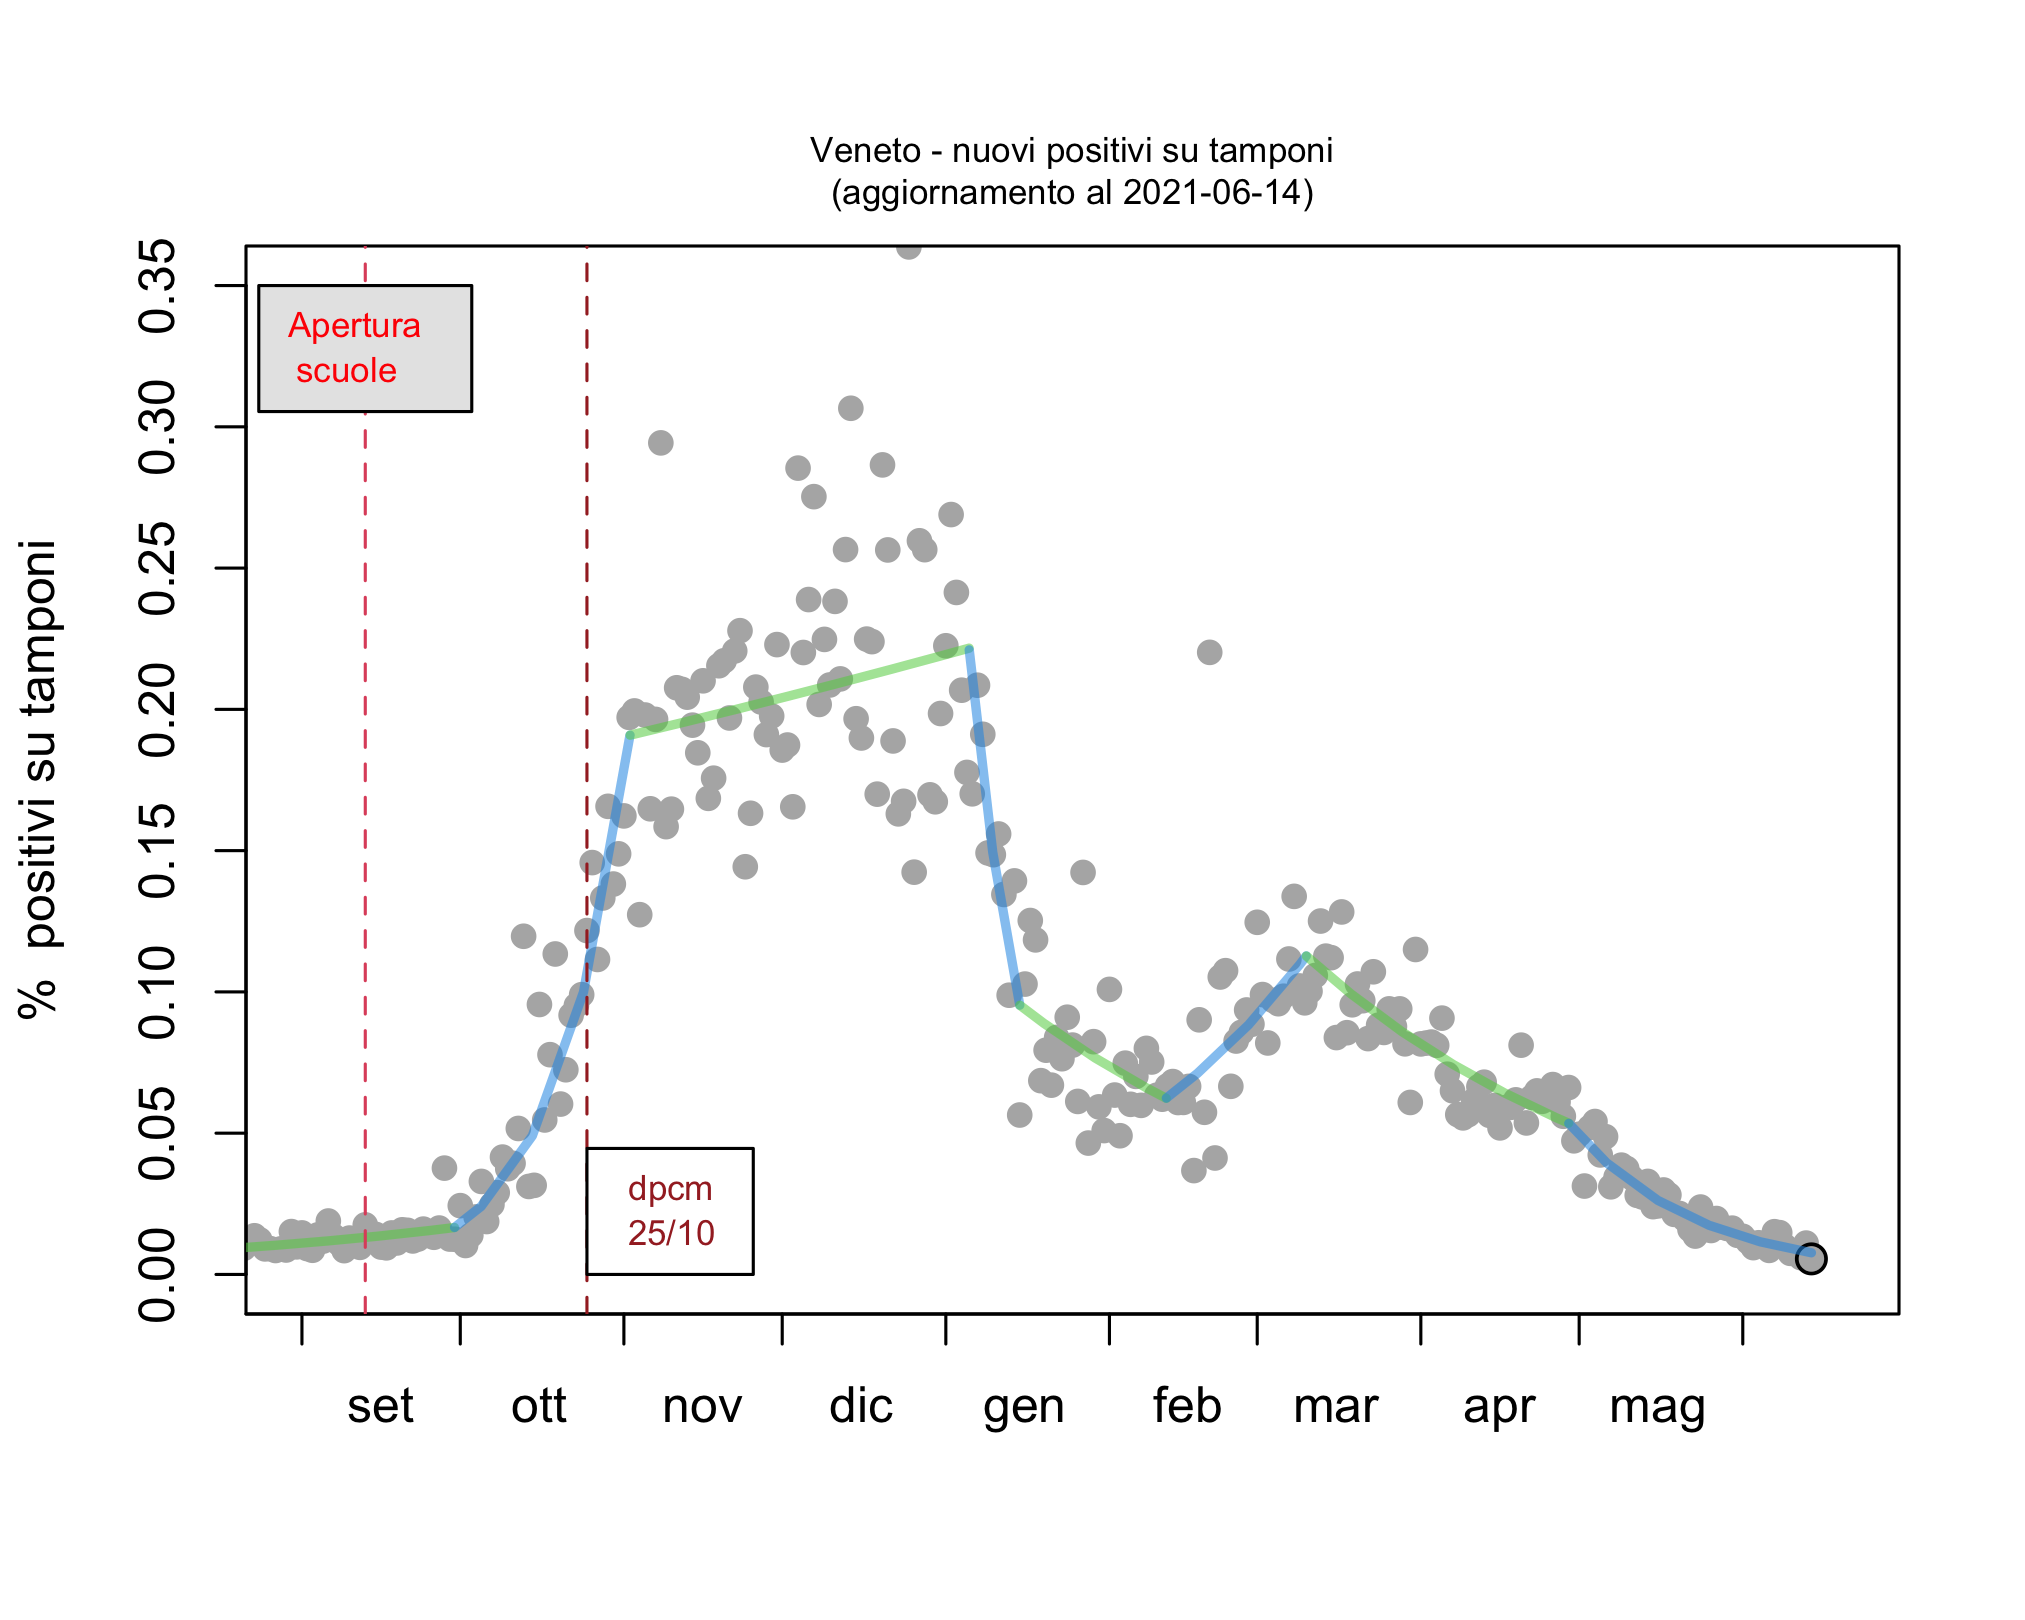 Veneto - nuovi positivi su tamponi
(aggiornamento al 2021-06-14)
% positivi su tamponi
0.35
0.30
0.25
0.20
0.15
0.10
0.05
0.00
Apertura
scuole
dpcm
25/10
set ott nov dic gen feb mar apr mag